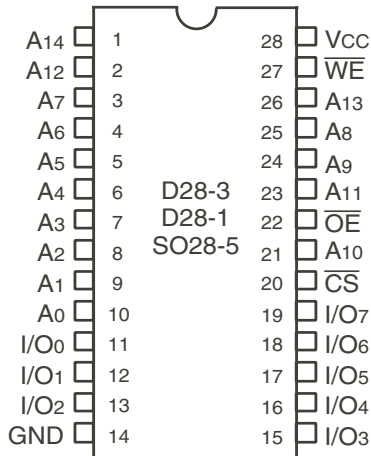 A14 1 28 VCC
A12 2 27 WE
A7 3 26 A13
A6 4 25 A8
A5 5 24 A9
A4 6 D28-3 23 A11
A3 7 D28-1 22 OE
A2 8 SO28-5 21 A10
A1 9 20 CS
A0 10 19 I/O7
I/O0 11 18 I/O6
I/O1 12 17 I/O5
I/O2 13 16 I/O4
GND 14 15 I/O3